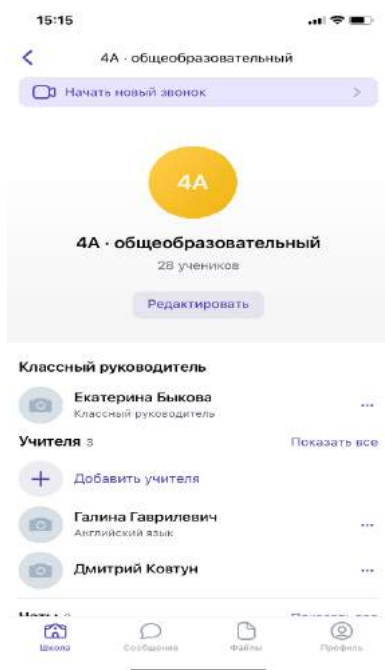 15:15
4А · общеобразовательный
Начать новый звонок
4А
4А · общеобразовательный
28 учеников
Редактировать
Классный руководитель
Екатерина Быкова
Классный руководитель
Учителя 3
Показать все
Добавить учителя
Галина Гаврилевич
Английский язык
Дмитрий Ковтун
Школа
Сообщения
Файлы
Профиль